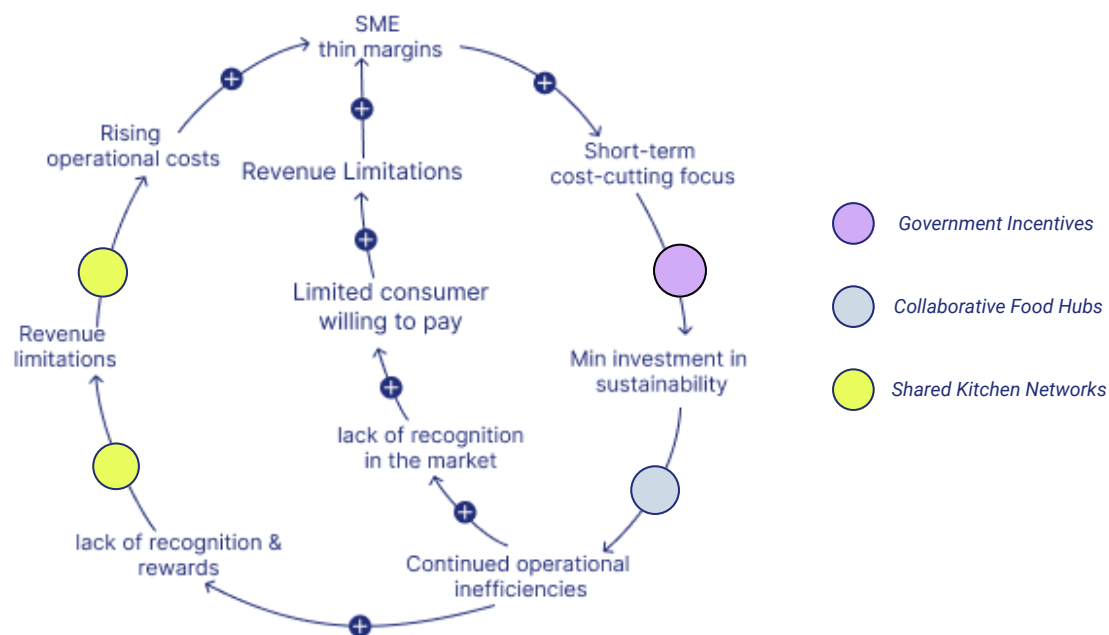 SME
thin margins
Rising
operational costs
Revenue Limitations
Short-term
cost-cutting focus
Government Incentives
Limited consumer
willing to pay
Collaborative Food Hubs
Revenue
limitations
Min investment in
sustainability
Shared Kitchen Networks
lack of recognition
in the market
lack of recognition &
rewards
Continued operational
inefficiencies